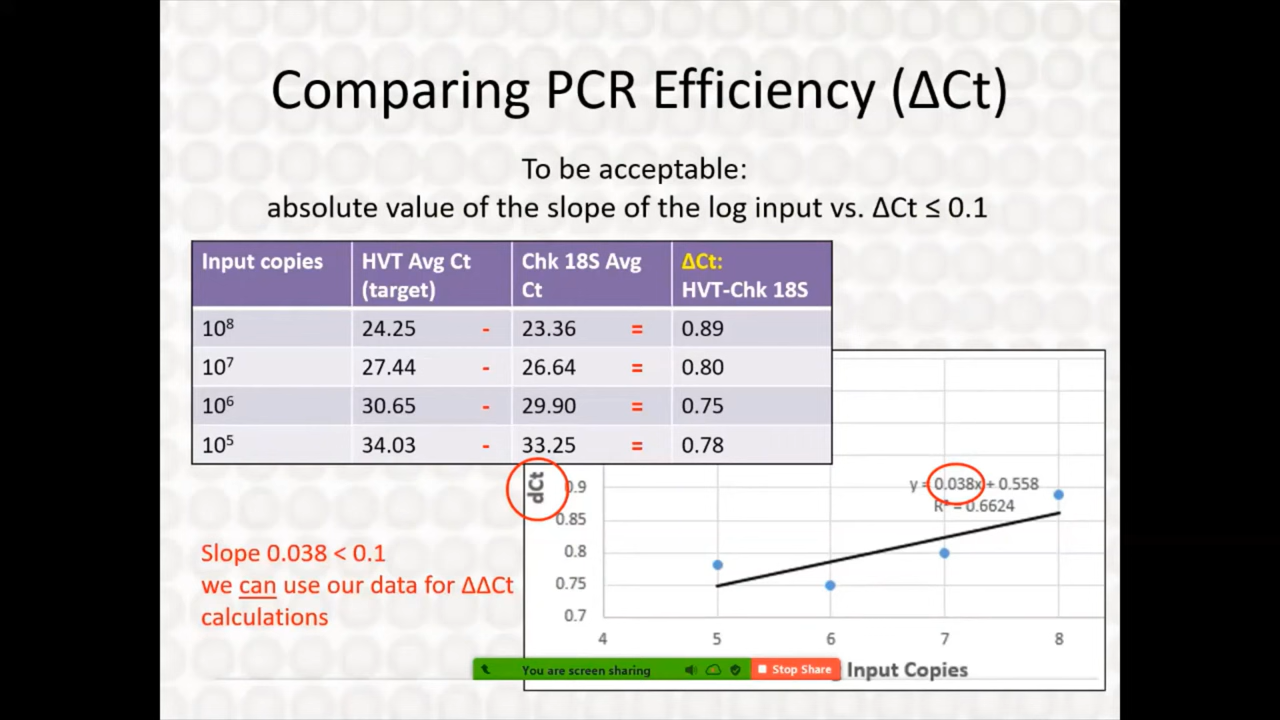 Comparing PCR Efficiency (ΔCt)
To be acceptable:
absolute value of the slope of the log input vs. ΔCt ≤ 0.1
Input copies HVT Avg Ct (target) Chk 18S Avg Ct ΔCt: HVT-Chk 18S
10⁸ 24.25 - 23.36 = 0.89
10⁷ 27.44 - 26.64 = 0.80
10⁶ 30.65 - 29.90 = 0.75
10⁵ 34.03 - 33.25 = 0.78
dCt
0.9
0.85
0.8
0.75
0.7
y = 0.038x + 0.558
R² = 0.6624
4 5 6 7 8
Input Copies
Slope 0.038 < 0.1
we can use our data for ΔΔCt
calculations
You are screen sharing
Stop Share